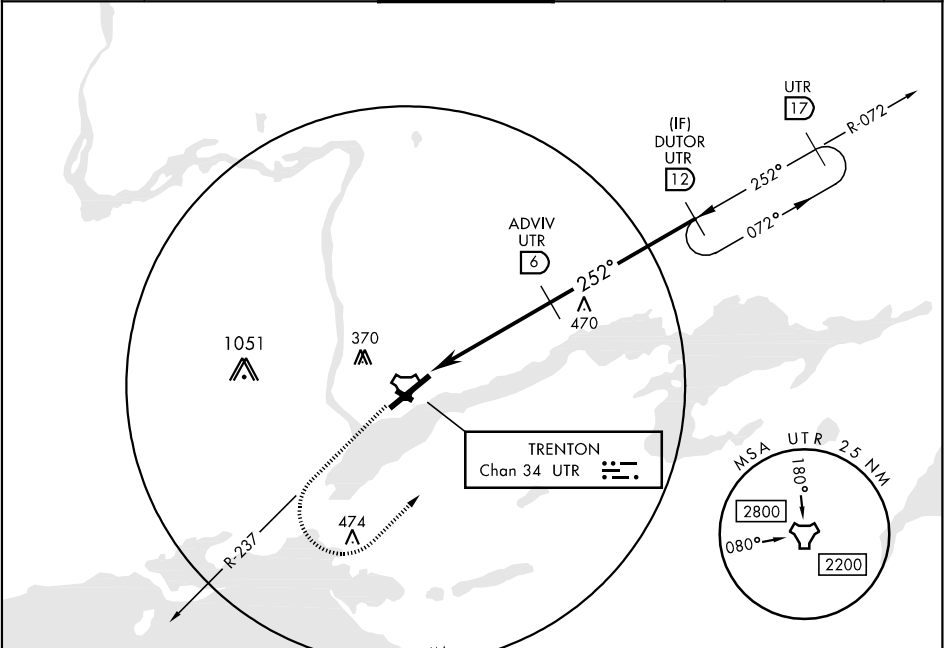 UTR
17
R-072
(IF)
DUTOR
UTR
12
252°
072°
ADVIV
UTR
6
252°
470
1051
370
TRENTON
Chan 34 UTR
474
R-237
MSA UTR 25 NM
180°
2800
080°
2200